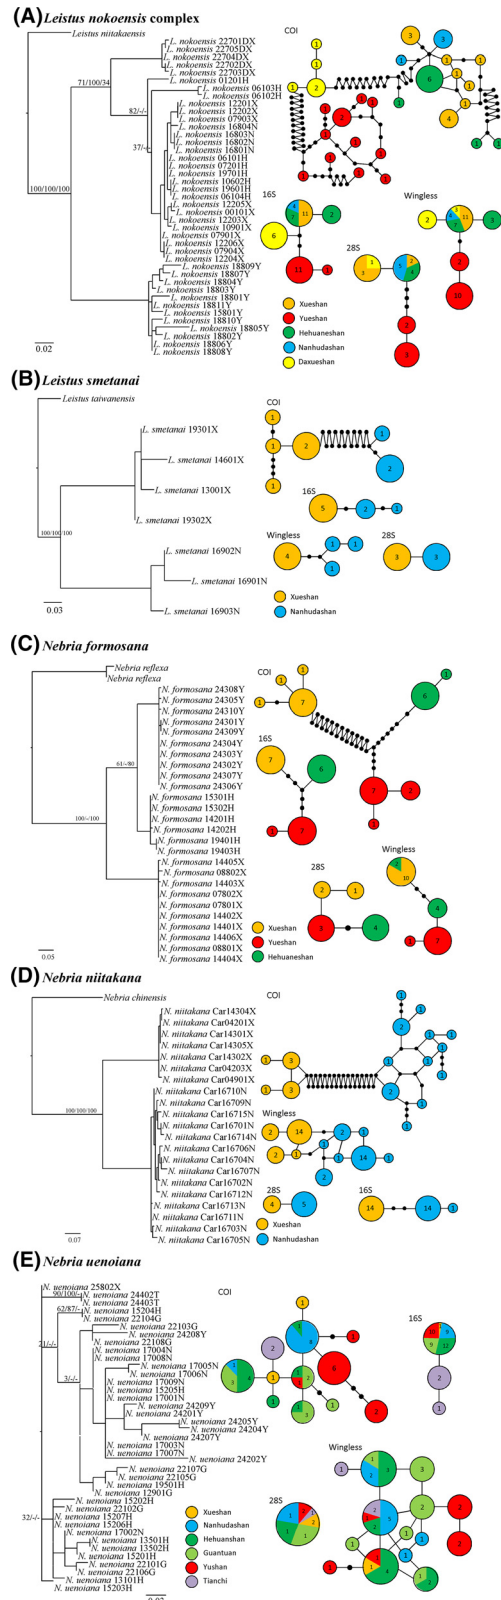 (A) Leistus nokoensis complex
Leistus niitakaensis
L. nokoensis 22701DX
L. nokoensis 22705DX
L. nokoensis 22704DX
L. nokoensis 22702DX
L. nokoensis 22703DX
L. nokoensis 01201H
L. nokoensis 06103H
L. nokoensis 06102H
L. nokoensis 12201X
L. nokoensis 12202X
L. nokoensis 07903X
L. nokoensis 16804N
L. nokoensis 16803N
L. nokoensis 16802N
L. nokoensis 16801N
L. nokoensis 06101H
L. nokoensis 07201H
L. nokoensis 19701H
L. nokoensis 10602H
L. nokoensis 19601H
L. nokoensis 06104H
L. nokoensis 12205X
L. nokoensis 00101X
L. nokoensis 12203X
L. nokoensis 10901X
L. nokoensis 07901X
L. nokoensis 12206X
L. nokoensis 07904X
L. nokoensis 12204X
L. nokoensis 18809Y
L. nokoensis 18807Y
L. nokoensis 18804Y
L. nokoensis 18803Y
L. nokoensis 18801Y
L. nokoensis 18811Y
L. nokoensis 15801Y
L. nokoensis 18810Y
L. nokoensis 18805Y
L. nokoensis 18802Y
L. nokoensis 18806Y
L. nokoensis 18808Y
71/100/34
82/-/-
37/-/-
100/100/100
0.02
COI
16S
Wingless
28S
Xueshan
Yueshan
Hehuaneshan
Nanhudashan
Daxueshan
(B) Leistus smetanai
Leistus taiwanensis
L. smetanai 19301X
L. smetanai 14601X
L. smetanai 13001X
L. smetanai 19302X
L. smetanai 16902N
L. smetanai 16901N
L. smetanai 16903N
100/100/100
0.03
COI
16S
Wingless
28S
Xueshan
Nanhudashan
(C) Nebria formosana
Nebria reflexa
Nebria reflexa
N. formosana 24308Y
N. formosana 24305Y
N. formosana 24310Y
N. formosana 24301Y
N. formosana 24309Y
N. formosana 24304Y
N. formosana 24303Y
N. formosana 24302Y
N. formosana 24307Y
N. formosana 24306Y
N. formosana 15301H
N. formosana 15302H
N. formosana 14201H
N. formosana 14202H
N. formosana 19401H
N. formosana 19403H
N. formosana 14405X
N. formosana 08802X
N. formosana 14403X
N. formosana 07802X
N. formosana 07801X
N. formosana 14402X
N. formosana 14401X
N. formosana 14406X
N. formosana 08801X
N. formosana 14404X
61/-/80
100/-/100
0.05
COI
16S
28S
Wingless
Xueshan
Yueshan
Hehuaneshan
(D) Nebria niitakana
Nebria chinensis
N. niitakana Car14304X
N. niitakana Car04201X
N. niitakana Car14301X
N. niitakana Car14305X
N. niitakana Car14302X
N. niitakana Car04203X
N. niitakana Car04901X
N. niitakana Car16710N
N. niitakana Car16709N
N. niitakana Car16715N
N. niitakana Car16701N
N. niitakana Car16714N
N. niitakana Car16706N
N. niitakana Car16704N
N. niitakana Car16707N
N. niitakana Car16702N
N. niitakana Car16712N
N. niitakana Car16713N
N. niitakana Car16711N
N. niitakana Car16703N
N. niitakana Car16705N
100/100/100
0.07
COI
Wingless
28S
16S
Xueshan
Nanhudashan
(E) Nebria uenoiana
N. uenoiana 25802X
N. uenoiana 24402T
N. uenoiana 24403T
N. uenoiana 15204H
N. uenoiana 22104G
N. uenoiana 22103G
N. uenoiana 24208Y
N. uenoiana 22108G
N. uenoiana 17004N
N. uenoiana 17008N
N. uenoiana 17005N
N. uenoiana 17006N
N. uenoiana 17009N
N. uenoiana 15205H
N. uenoiana 17001N
N. uenoiana 24209Y
N. uenoiana 24201Y
N. uenoiana 24205Y
N. uenoiana 24204Y
N. uenoiana 24207Y
N. uenoiana 17003N
N. uenoiana 17007N
N. uenoiana 24202Y
N. uenoiana 22107G
N. uenoiana 22105G
N. uenoiana 19501H
N. uenoiana 12901G
N. uenoiana 15202H
N. uenoiana 22102G
N. uenoiana 15207H
N. uenoiana 15206H
N. uenoiana 17002N
N. uenoiana 13501H
N. uenoiana 13502H
N. uenoiana 15201H
N. uenoiana 22101G
N. uenoiana 22106G
N. uenoiana 13101H
N. uenoiana 15203H
90/100/-
62/87/-
3/-/-
32/-/-
COI
16S
28S
Wingless
Xueshan
Nanhudashan
Hehuanshan
Guantuan
Yushan
Tianchi